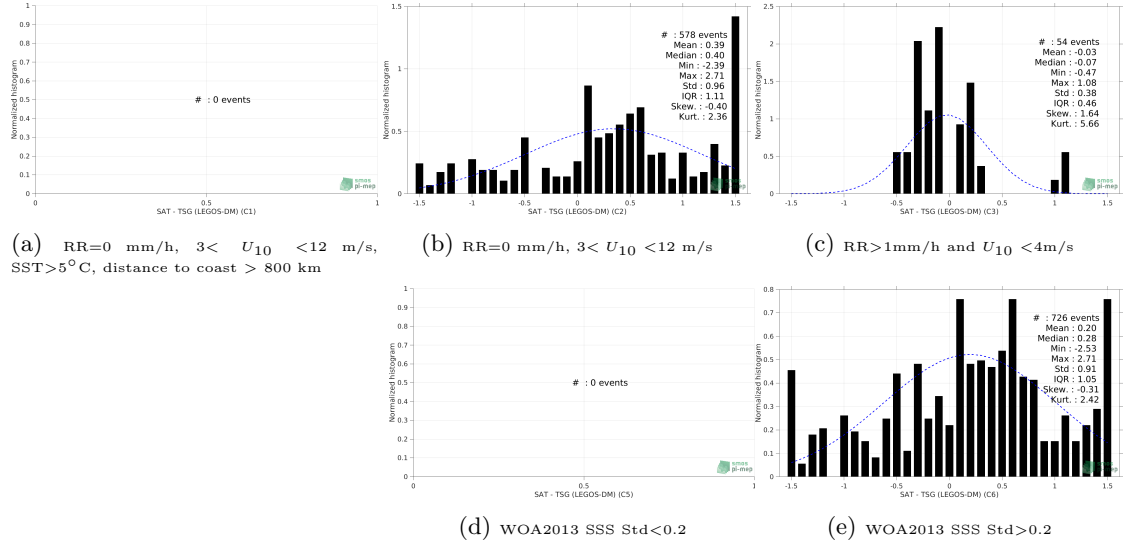 1
0.9
0.8
0.7
0.6
0.5
0.4
0.3
0.2
0.1
0
Normalized histogram
# : 0 events
0 0.5 1
SAT - TSG (LEGOS-DM) (C1)
smos
pi-mep
(a) RR=0 mm/h, 3< U10 <12 m/s,
SST>5°C, distance to coast > 800 km
1.5
1
0.5
0
Normalized histogram
# : 578 events
Mean : 0.39
Median : 0.40
Min : -2.39
Max : 2.71
Std : 0.96
IQR : 1.11
Skew. : -0.40
Kurt. : 2.36
-1.5 -1 -0.5 0 0.5 1 1.5
SAT - TSG (LEGOS-DM) (C2)
smos
pi-mep
(b) RR=0 mm/h, 3< U10 <12 m/s
2.5
2
1.5
1
0.5
0
Normalized histogram
# : 54 events
Mean : -0.03
Median : -0.07
Min : -0.47
Max : 1.08
Std : 0.38
IQR : 0.46
Skew. : 1.64
Kurt. : 5.66
-1.5 -1 -0.5 0 0.5 1 1.5
SAT - TSG (LEGOS-DM) (C3)
smos
pi-mep
(c) RR>1mm/h and U10 <4m/s
1
0.9
0.8
0.7
0.6
0.5
0.4
0.3
0.2
0.1
0
Normalized histogram
# : 0 events
0 0.5 1
SAT - TSG (LEGOS-DM) (C5)
smos
pi-mep
(d) WOA2013 SSS Std<0.2
0.8
0.7
0.6
0.5
0.4
0.3
0.2
0.1
0
Normalized histogram
# : 726 events
Mean : 0.20
Median : 0.28
Min : -2.53
Max : 2.71
Std : 0.91
IQR : 1.05
Skew. : -0.31
Kurt. : 2.42
-1.5 -1 -0.5 0 0.5 1 1.5
SAT - TSG (LEGOS-DM) (C6)
smos
pi-mep
(e) WOA2013 SSS Std>0.2